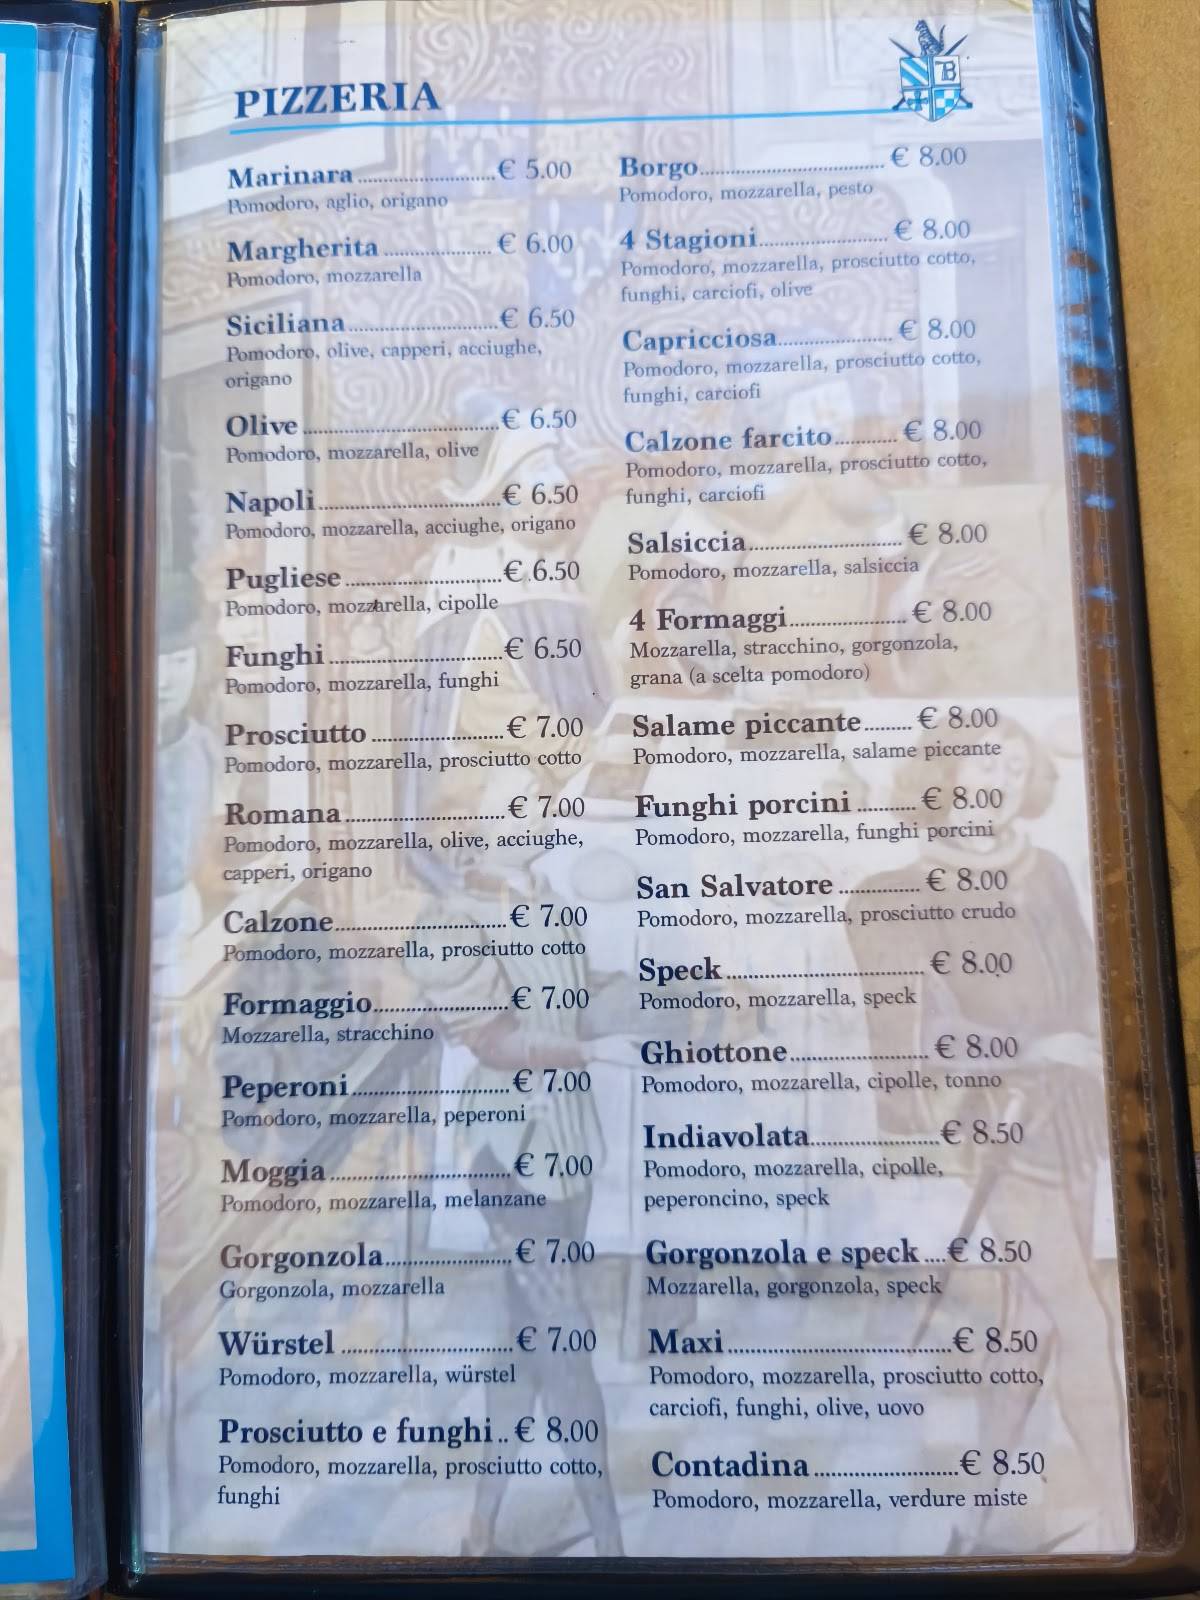 PIZZERIA
B
Marinara ............................€ 5.00
Pomodoro, aglio, origano
Margherita ...................... € 6.00
Pomodoro, mozzarella
Siciliana..............................€ 6.50
Pomodoro, olive, capperi, acciughe,
origano
Olive ........................................€ 6.50
Pomodoro, mozzarella, olive
Napoli.....................................€ 6.50
Pomodoro, mozzarella, acciughe, origano
Pugliese................................€ 6.50
Pomodoro, mozzarella, cipolle
Funghi...................................€ 6.50
Pomodoro, mozzarella, funghi
Prosciutto ...........................€ 7.00
Pomodoro, mozzarella, prosciutto cotto
Romana................................€ 7.00
Pomodoro, mozzarella, olive, acciughe,
capperi, origano
Calzone...................................€ 7.00
Pomodoro, mozzarella, prosciutto cotto
Formaggio...........................€ 7.00
Mozzarella, stracchino
Peperoni................................€ 7.00
Pomodoro, mozzarella, peperoni
Moggia.....................................€ 7.00
Pomodoro, mozzarella, melanzane
Gorgonzola.........................€ 7.00
Gorgonzola, mozzarella
Würstel ..................................€ 7.00
Pomodoro, mozzarella, würstel
Prosciutto e funghi..€ 8.00
Pomodoro, mozzarella, prosciutto cotto,
funghi
Borgo..................................... € 8.00
Pomodoro, mozzarella, pesto
4 Stagioni.......................... € 8.00
Pomodoro, mozzarella, prosciutto cotto,
funghi, carciofi, olive
Capricciosa....................... € 8.00
Pomodoro, mozzarella, prosciutto cotto,
funghi, carciofi
Calzone farcito............ € 8.00
Pomodoro, mozzarella, prosciutto cotto,
funghi, carciofi
Salsiccia............................... € 8.00
Pomodoro, mozzarella, salsiccia
4 Formaggi........................ € 8.00
Mozzarella, stracchino, gorgonzola,
grana (a scelta pomodoro)
Salame piccante......... € 8.00
Pomodoro, mozzarella, salame piccante
Funghi porcini ............ € 8.00
Pomodoro, mozzarella, funghi porcini
San Salvatore ................ € 8.00
Pomodoro, mozzarella, prosciutto crudo
Speck........................................ € 8.00
Pomodoro, mozzarella, speck
Ghiottone............................ € 8.00
Pomodoro, mozzarella, cipolle, tonno
Indiavolata..........................€ 8.50
Pomodoro, mozzarella, cipolle,
peperoncino, speck
Gorgonzola e speck ....€ 8.50
Mozzarella, gorgonzola, speck
Maxi.............................................€ 8.50
Pomodoro, mozzarella, prosciutto cotto,
carciofi, funghi, olive, uovo
Contadina.............................€ 8.50
Pomodoro, mozzarella, verdure miste